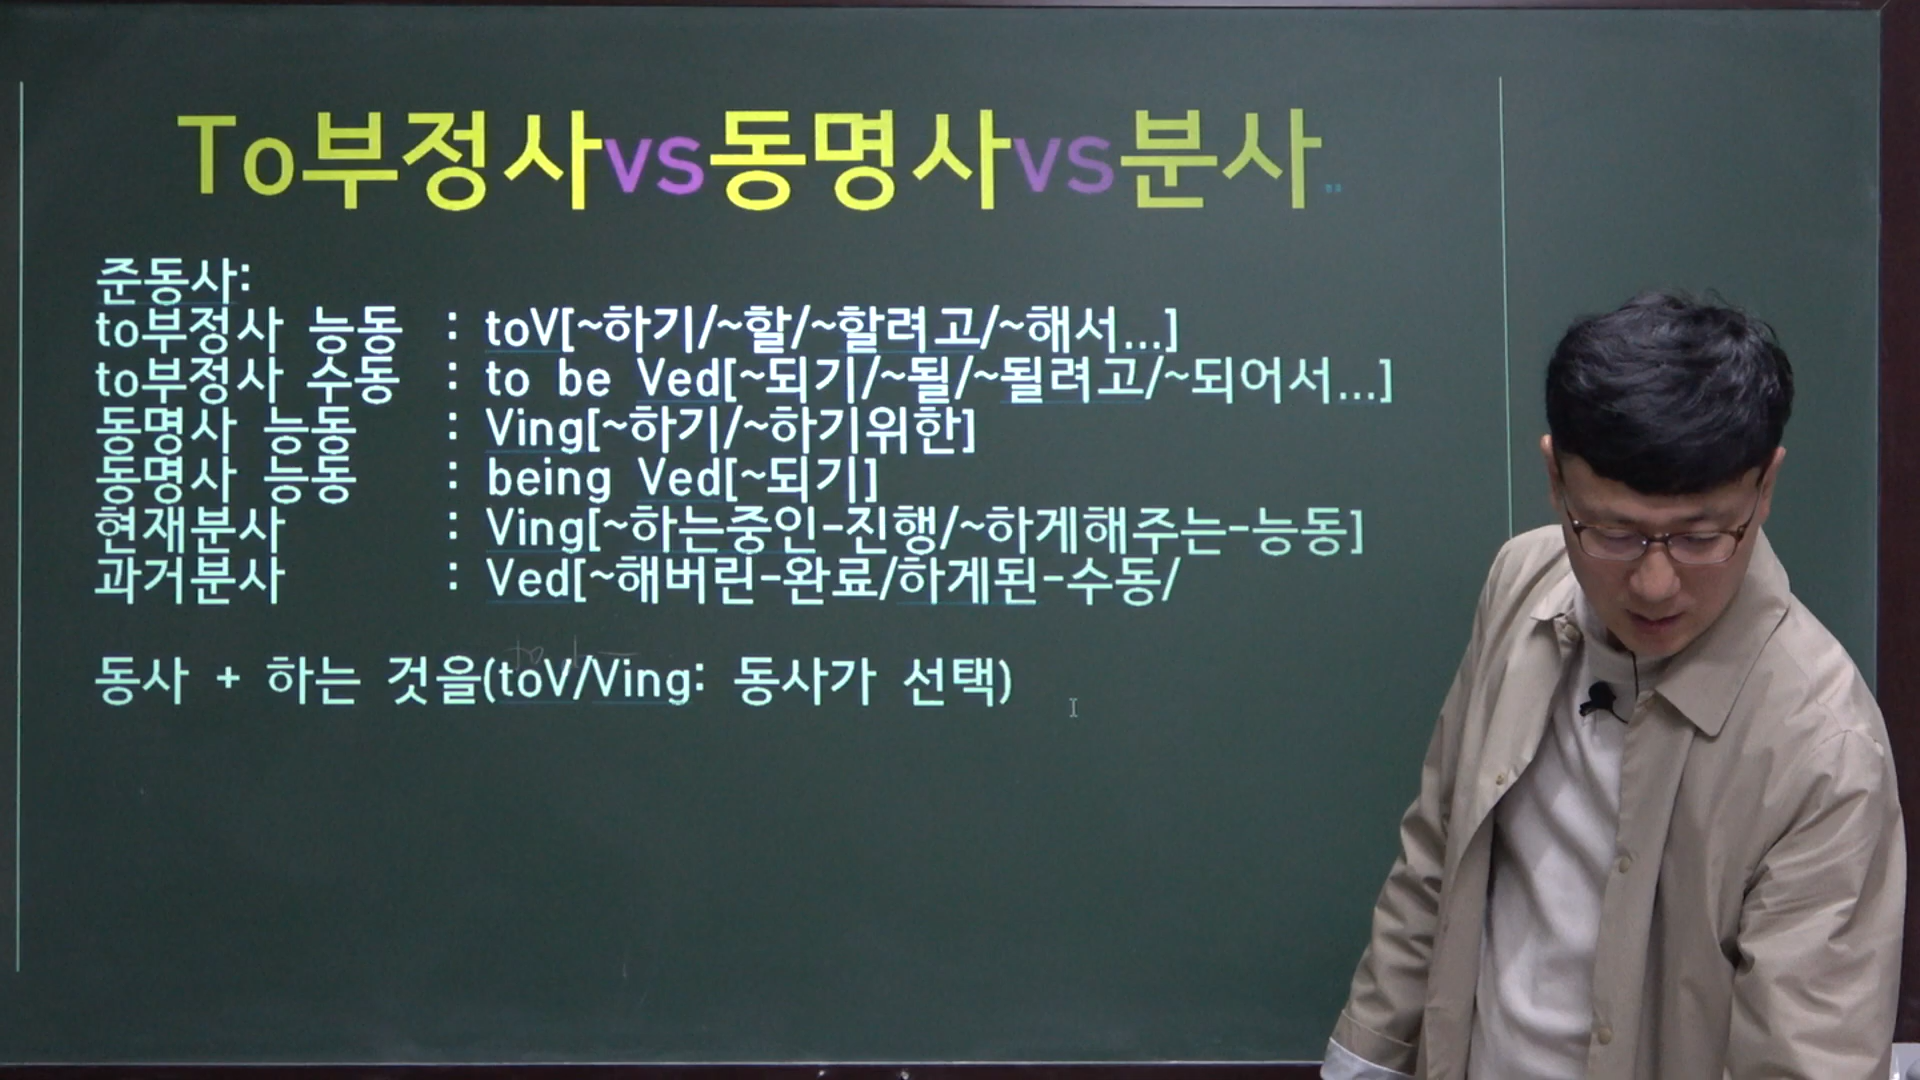 To부정사vs동명사vs분사..
준동사:
to부정사 능동 : toV[~하기/~할/~할려고/~해서...]
to부정사 수동 : to be Ved[~되기/~될/~될려고/~되어서...]
동명사 능동 : Ving[~하기/~하기위한]
동명사 능동 : being Ved[~되기]
현재분사 : Ving[~하는중인-진행/~하게해주는-능동]
과거분사 : Ved[~해버린-완료/하게된-수동/
동사 + 하는 것을(toV/Ving: 동사가 선택)